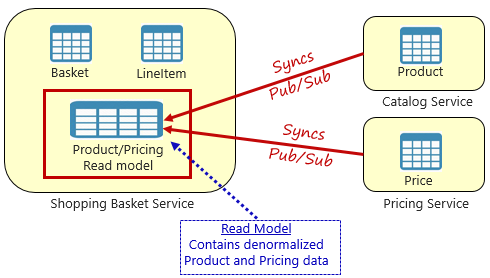 Basket
LineItem
Product/Pricing
Read model
Shopping Basket Service
Syncs
Pub/Sub
Syncs
Pub/Sub
Product
Catalog Service
Price
Pricing Service
Read Model
Contains denormalized
Product and Pricing data